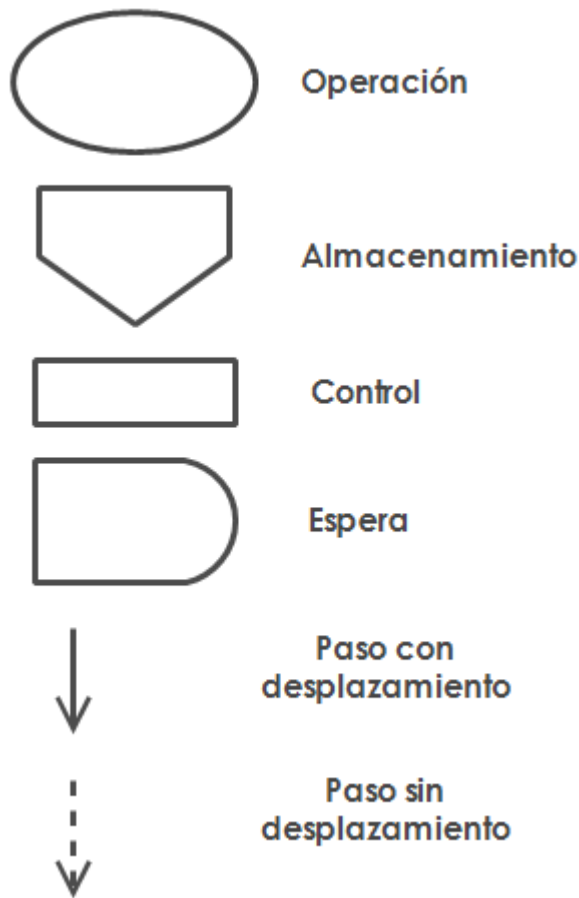 Operación
Almacenamiento
Control
Espera
Paso con
desplazamiento
Paso sin
desplazamiento